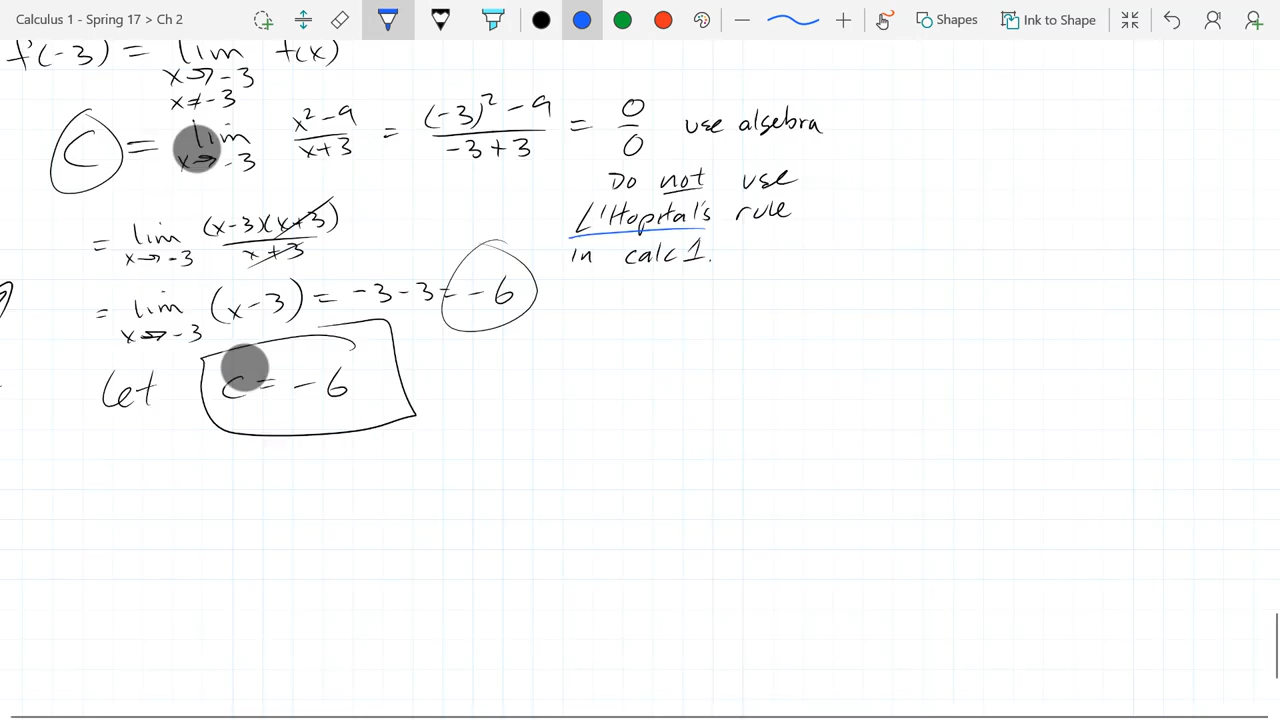 Calculus 1 - Spring 17 > Ch 2
Shapes
Ink to Shape
f'(-3) = lim f(x)
x→-3
x≠-3
C = lim x²-9 / x+3 = (-3)²-9 / -3+3 = 0/0 use algebra
x→-3
Do not use
L'Hopital's rule
in calc 1.
= lim (x-3)(x+3) / x+3
x→-3
= lim (x-3) = -3-3 = -6
x→-3
Let c = -6